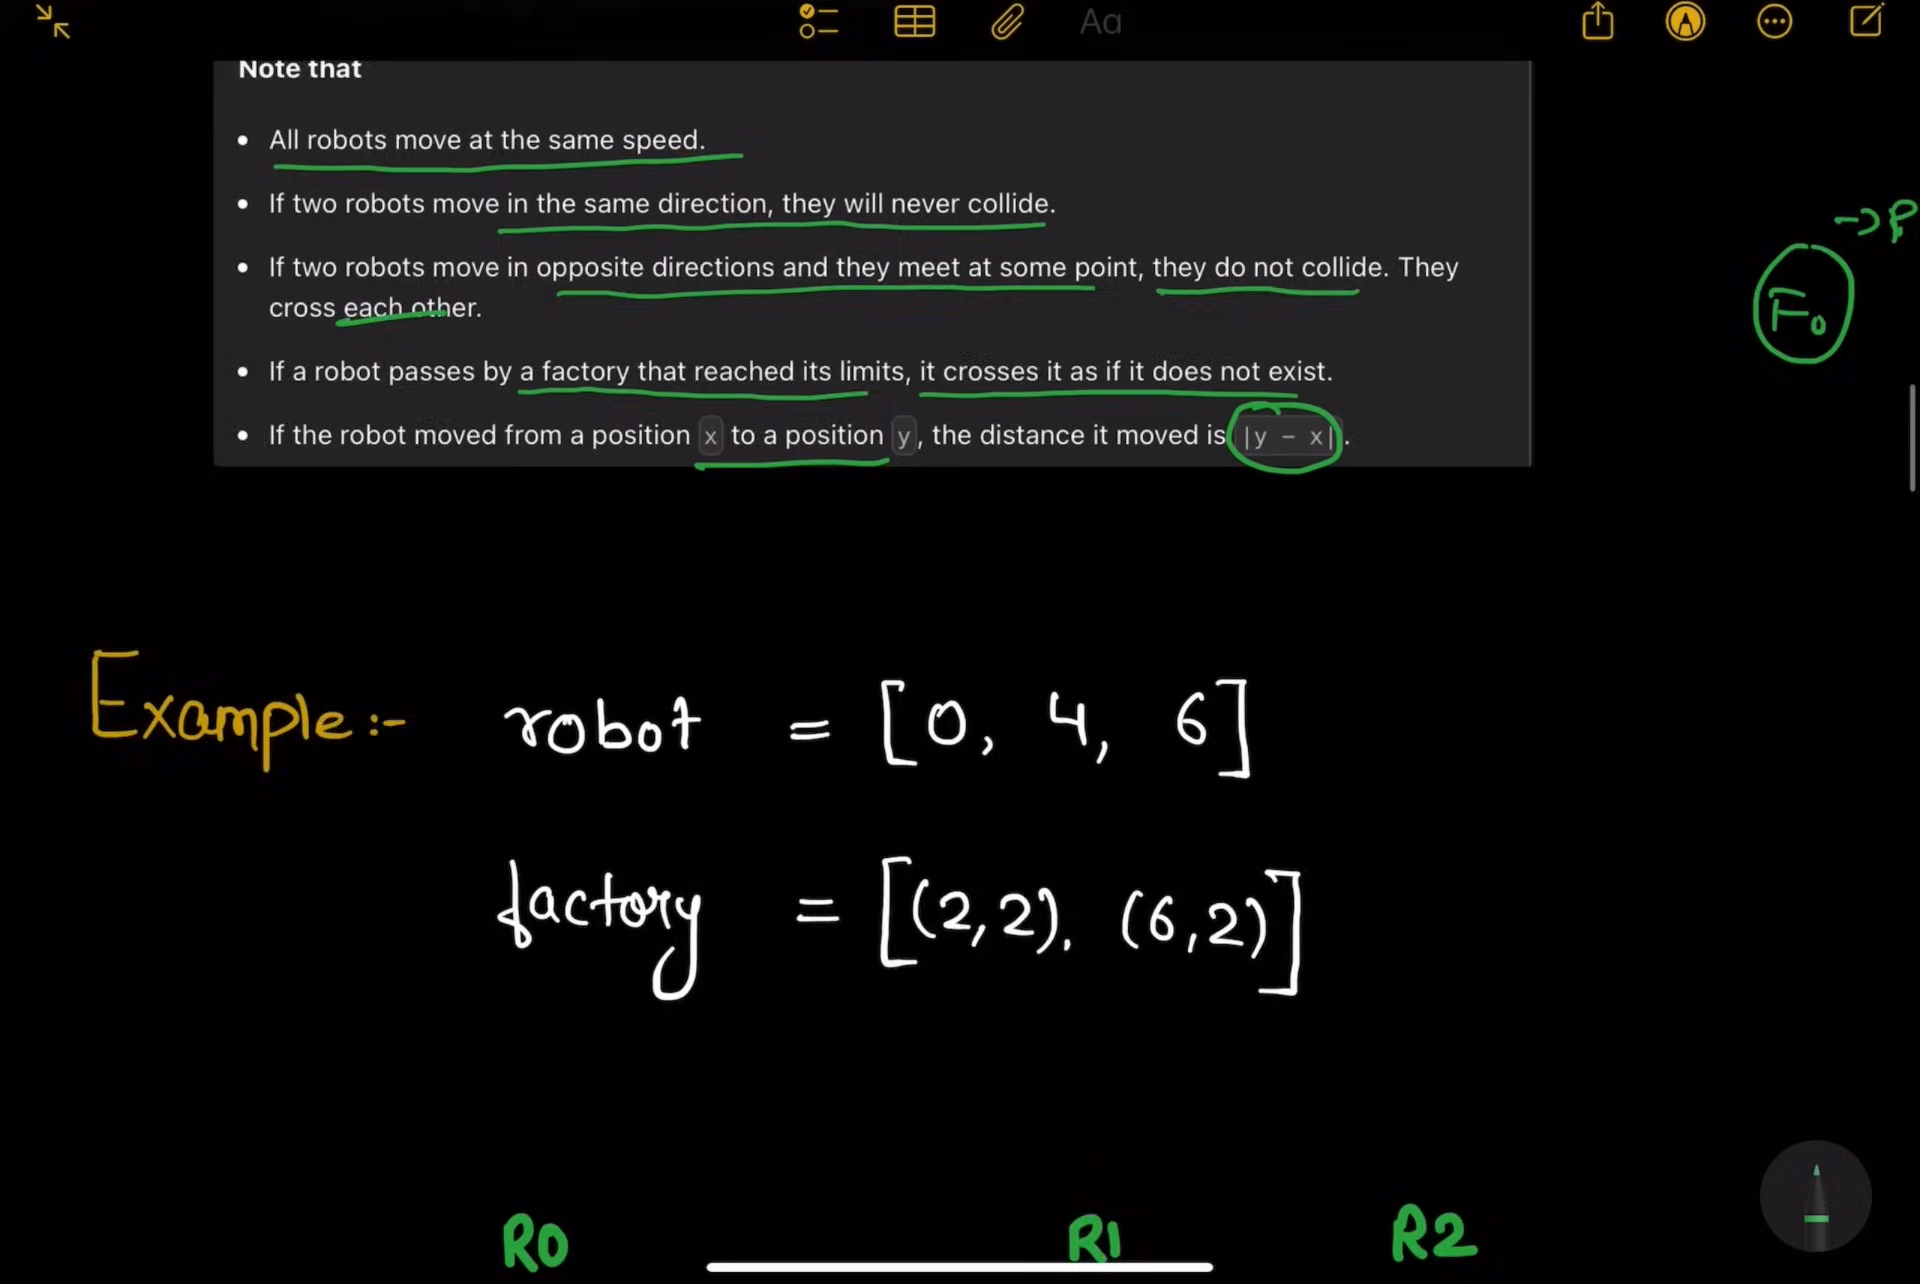 Aa
Note that
• All robots move at the same speed.
• If two robots move in the same direction, they will never collide.
• If two robots move in opposite directions and they meet at some point, they do not collide. They
cross each other.
• If a robot passes by a factory that reached its limits, it crosses it as if it does not exist.
• If the robot moved from a position x to a position y, the distance it moved is |y - x|.
F0
Example:- robot = [0, 4, 6]
factory = [(2,2), (6,2)]
R0 R1 R2